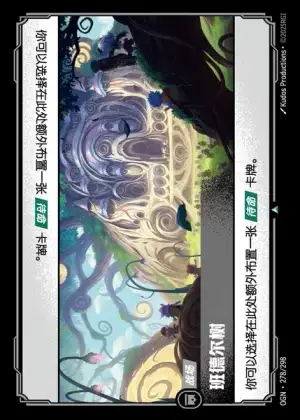 你可以选择在此处额外布置一张 待命 卡牌。
战场
班德尔树
你可以选择在此处额外布置一张 待命 卡牌。
OGN • 278/298
Kudos Productions • ©2025RGI